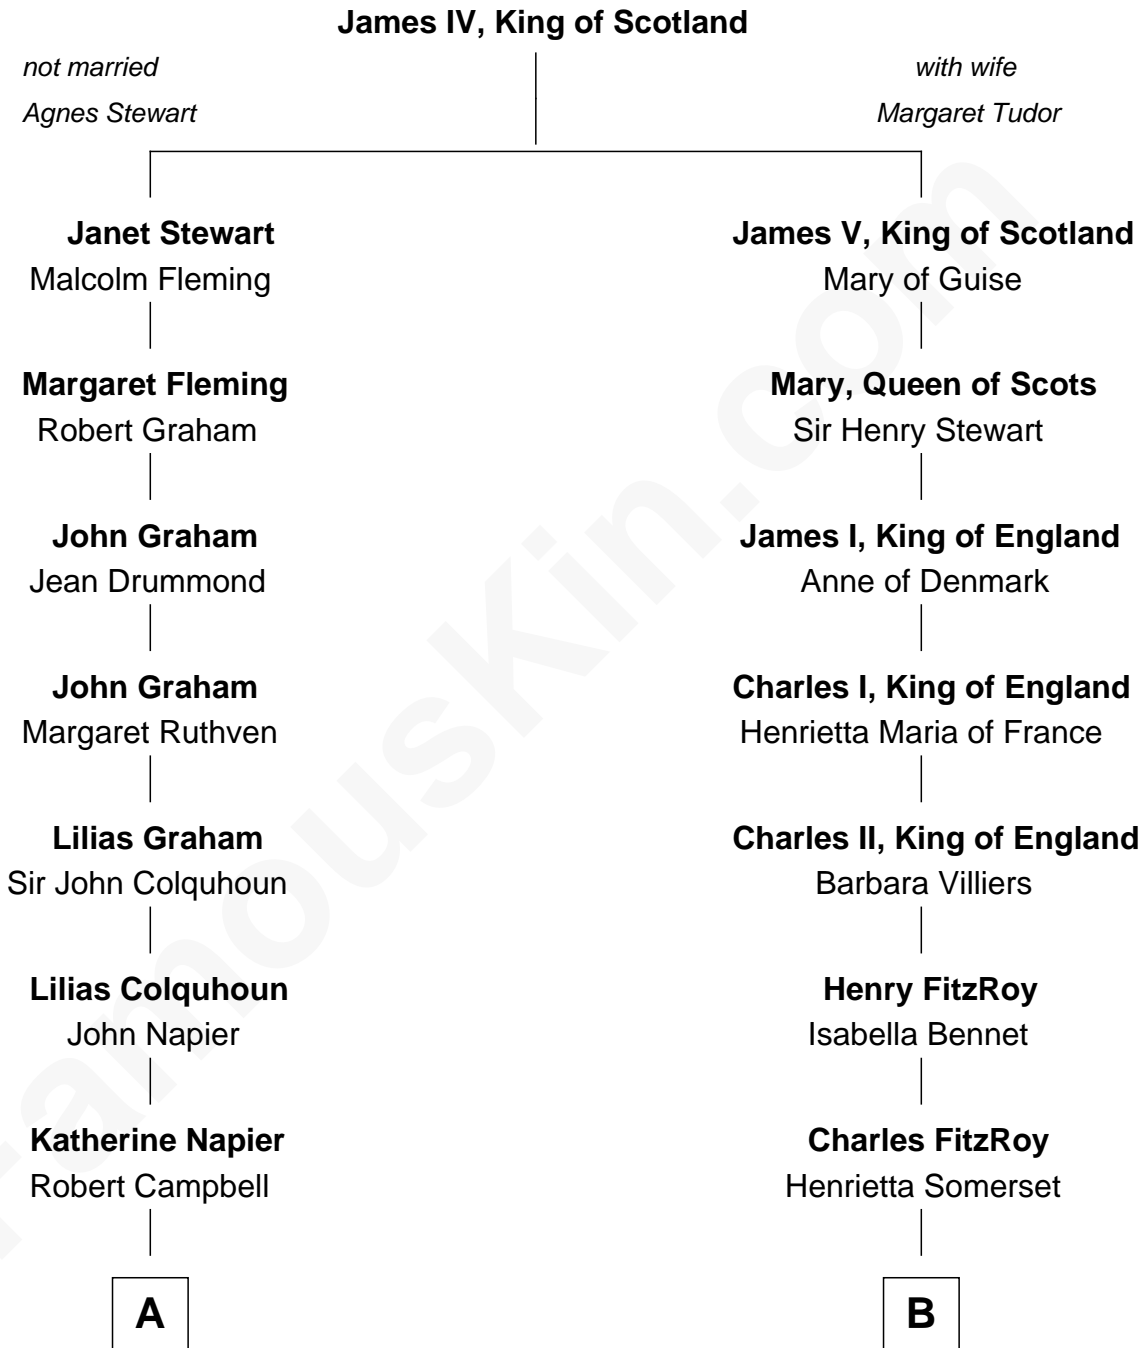 James IV, King of Scotland
not married
Agnes Stewart
with wife
Margaret Tudor
Janet Stewart
Malcolm Fleming
James V, King of Scotland
Mary of Guise
Margaret Fleming
Robert Graham
Mary, Queen of Scots
Sir Henry Stewart
John Graham
Jean Drummond
James I, King of England
Anne of Denmark
John Graham
Margaret Ruthven
Charles I, King of England
Henrietta Maria of France
Lilias Graham
Sir John Colquhoun
Charles II, King of England
Barbara Villiers
Lilias Colquhoun
John Napier
Henry FitzRoy
Isabella Bennet
Katherine Napier
Robert Campbell
Charles FitzRoy
Henrietta Somerset
A
B
FamousKin.com